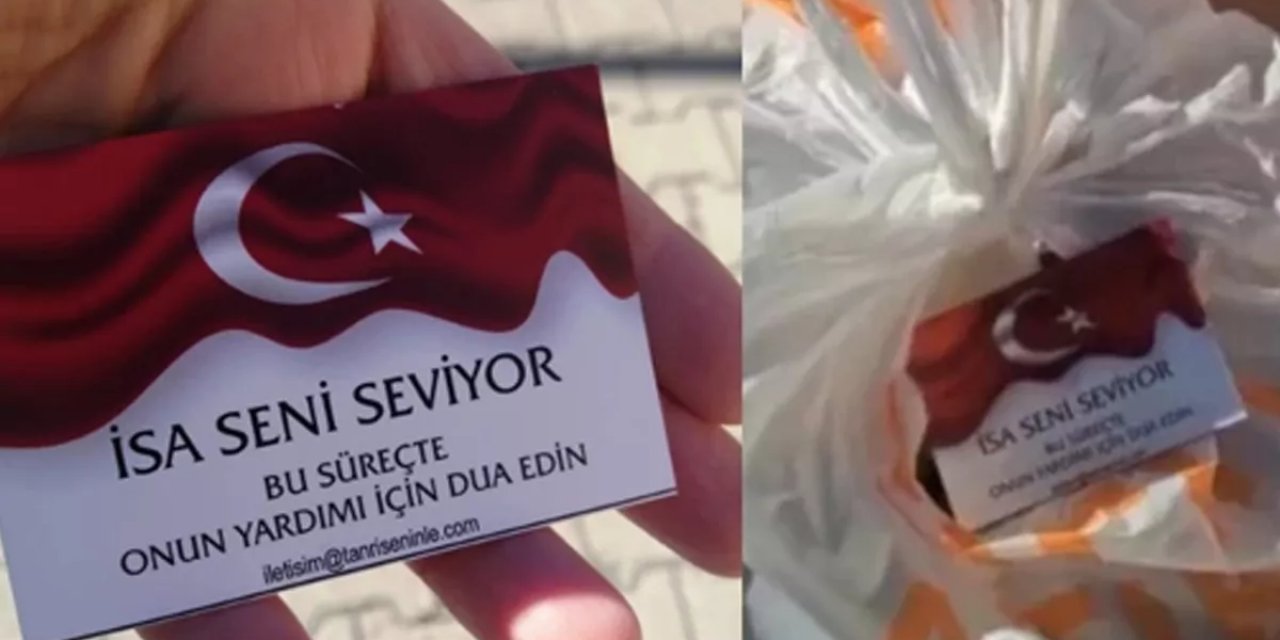 İSA SENİ SEVİYOR
BU SÜREÇTE
ONUN YARDIMI İÇİN DUA EDİN
iletisim@tanriseninle.com
İSA SENİ SEVİYOR
BU SÜREÇTE
ONUN YARDIMI İÇİN DUA EDİN